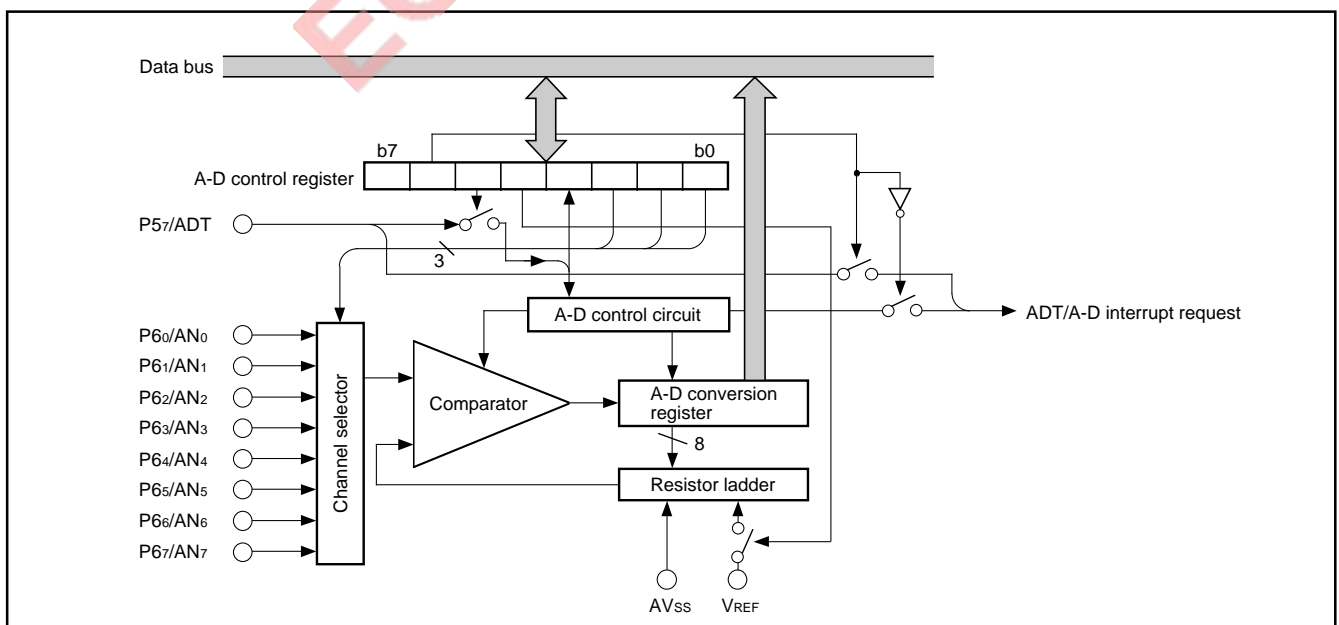 EC
Data bus
b7 b0
A-D control register
P57/ADT
3
A-D control circuit
ADT/A-D interrupt request
P60/AN0
P61/AN1
P62/AN2
P63/AN3
P64/AN4
P65/AN5
P66/AN6
P67/AN7
Channel selector
Comparator
A-D conversion
register
8
Resistor ladder
AVSS VREF